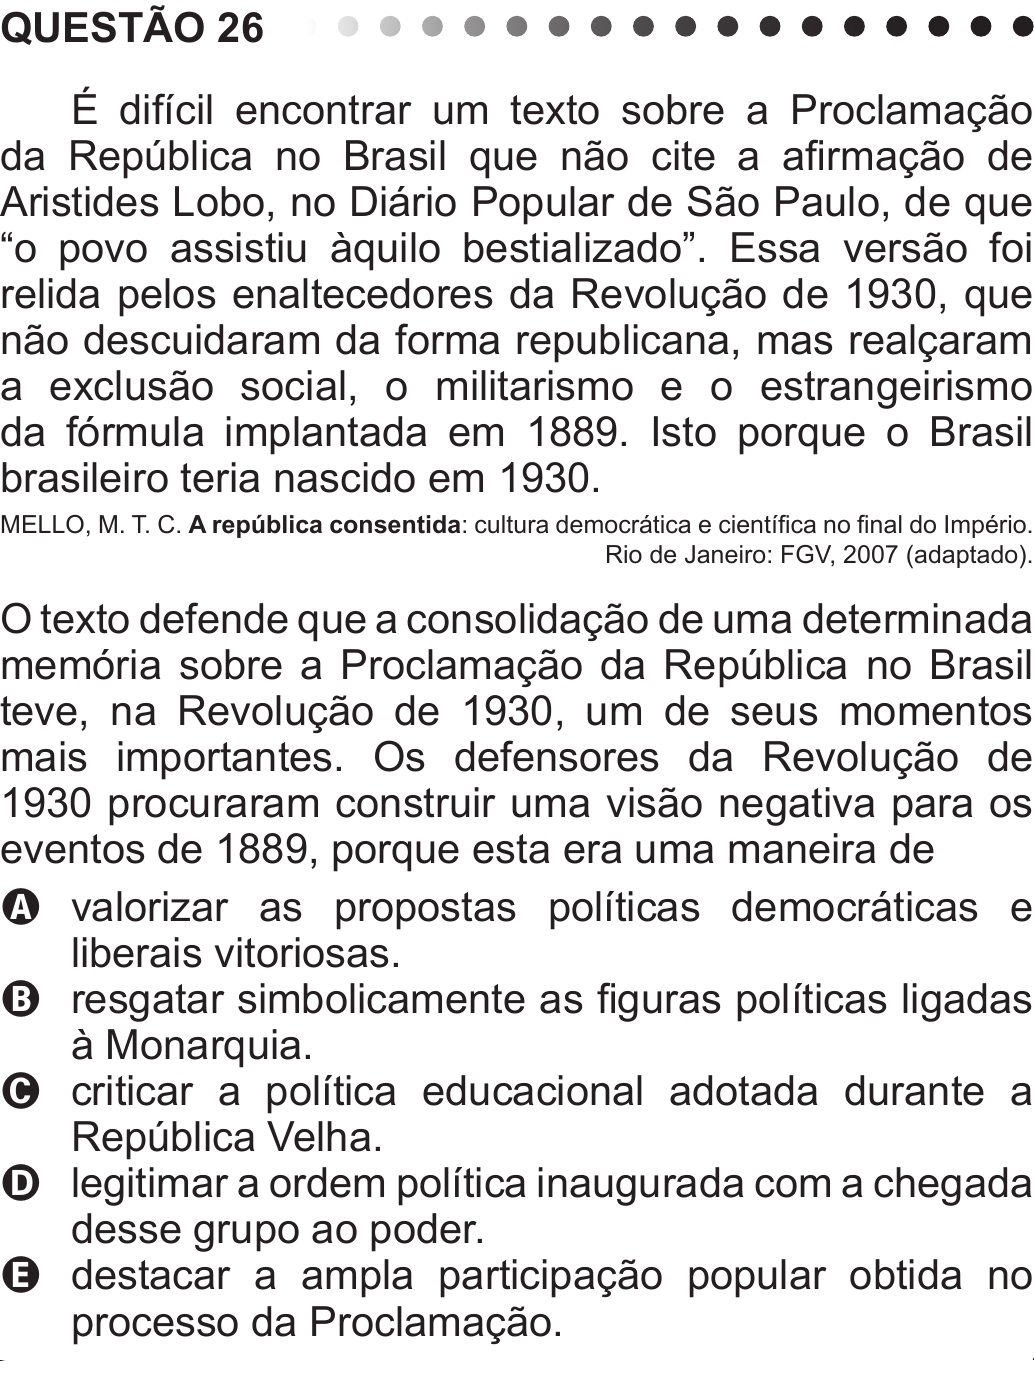 QUESTÃO 26
É difícil encontrar um texto sobre a Proclamação
da República no Brasil que não cite a afirmação de
Aristides Lobo, no Diário Popular de São Paulo, de que
“o povo assistiu àquilo bestializado”. Essa versão foi
relida pelos enaltecedores da Revolução de 1930, que
não descuidaram da forma republicana, mas realçaram
a exclusão social, o militarismo e o estrangeirismo
da fórmula implantada em 1889. Isto porque o Brasil
brasileiro teria nascido em 1930.
MELLO, M. T. C. A república consentida: cultura democrática e científica no final do Império.
Rio de Janeiro: FGV, 2007 (adaptado).
O texto defende que a consolidação de uma determinada
memória sobre a Proclamação da República no Brasil
teve, na Revolução de 1930, um de seus momentos
mais importantes. Os defensores da Revolução de
1930 procuraram construir uma visão negativa para os
eventos de 1889, porque esta era uma maneira de
A valorizar as propostas políticas democráticas e
liberais vitoriosas.
B resgatar simbolicamente as figuras políticas ligadas
à Monarquia.
C criticar a política educacional adotada durante a
República Velha.
D legitimar a ordem política inaugurada com a chegada
desse grupo ao poder.
E destacar a ampla participação popular obtida no
processo da Proclamação.